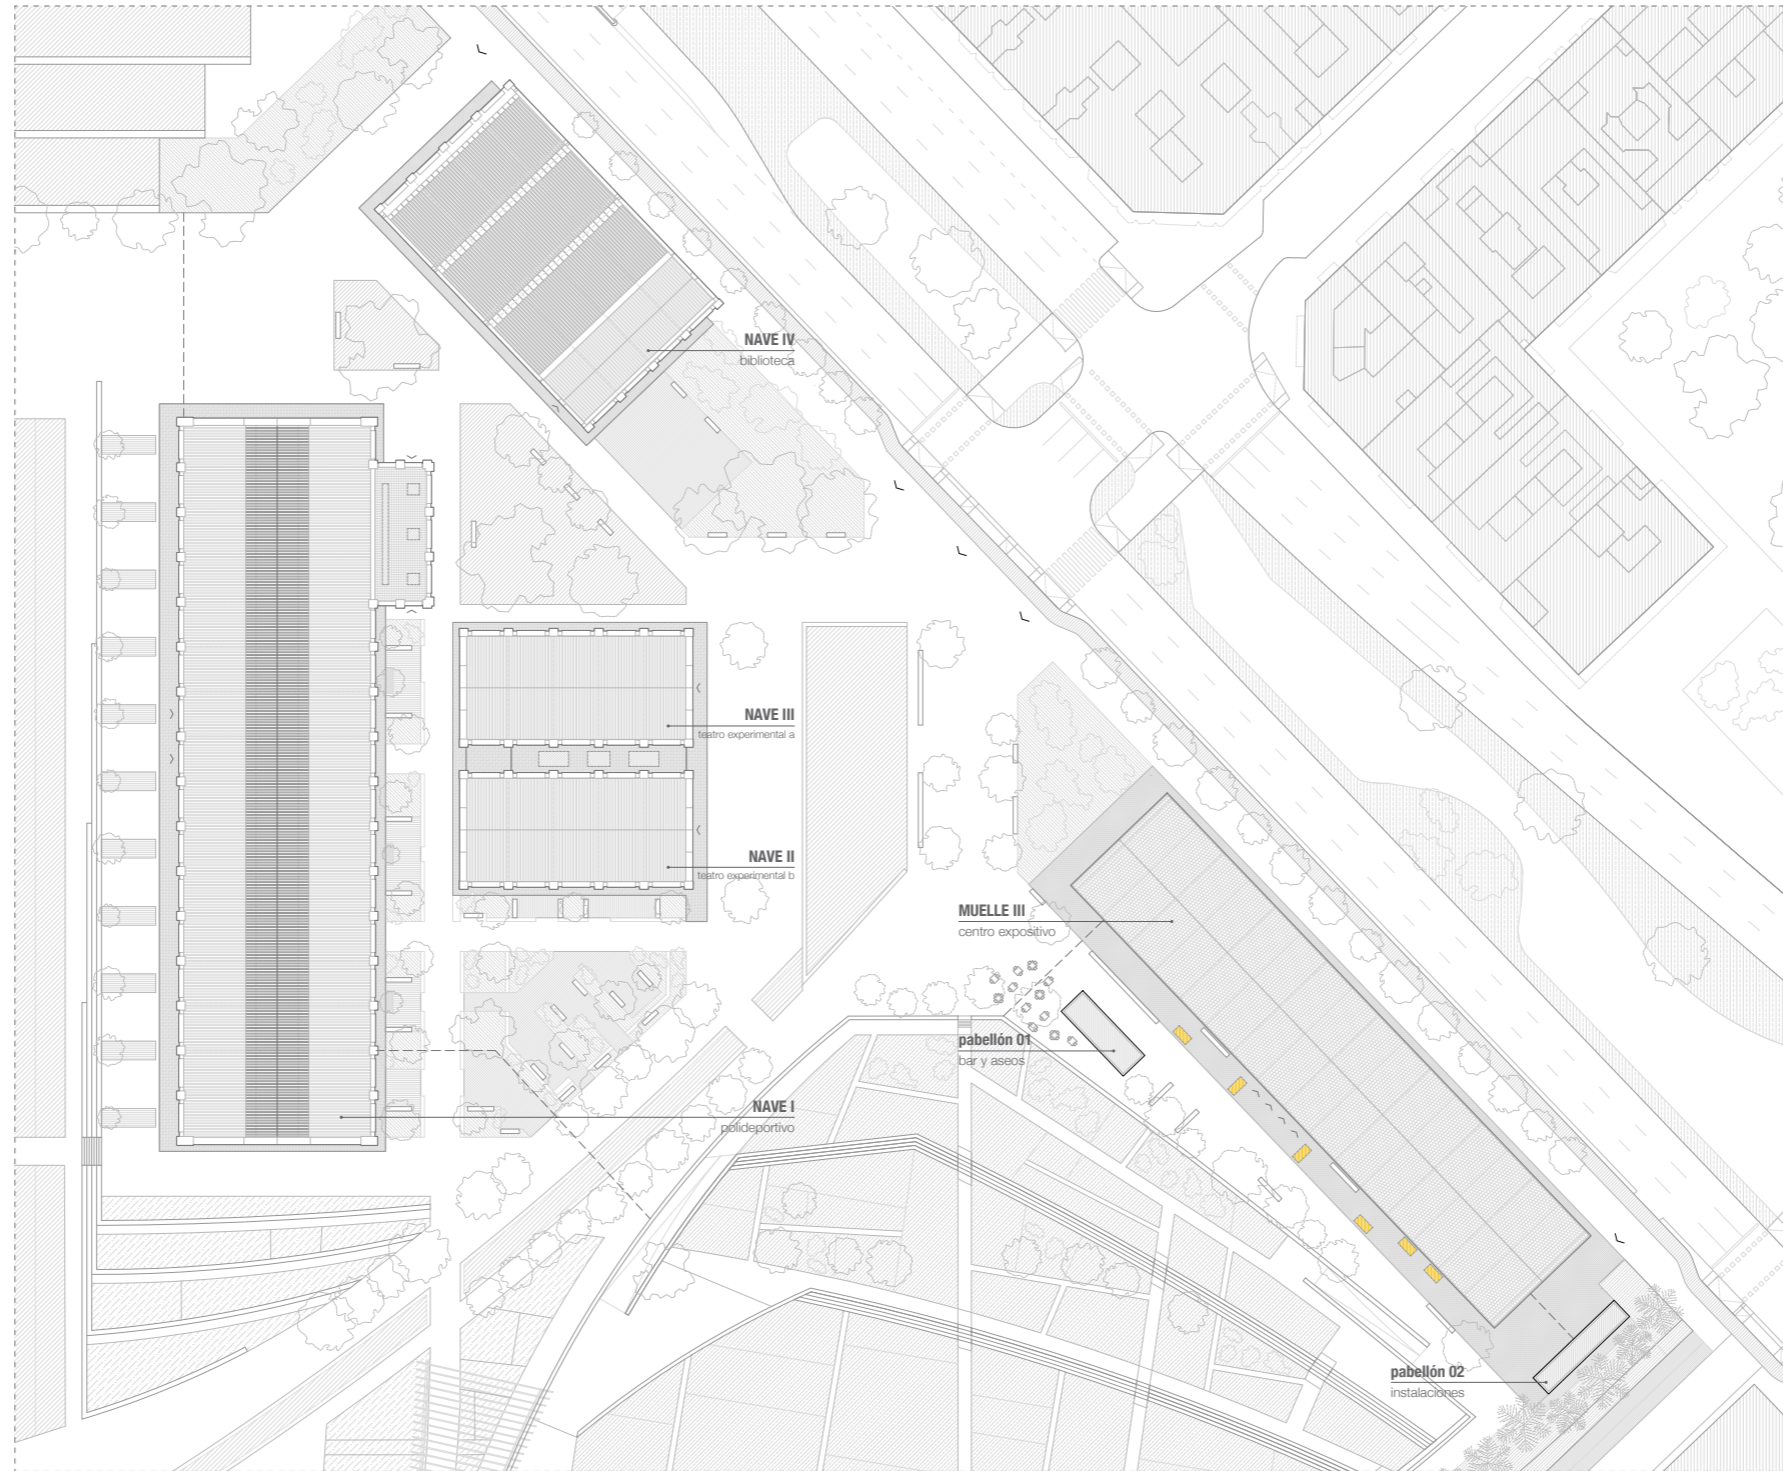 NAVE IV
biblioteca
NAVE III
teatro experimental a
NAVE II
teatro experimental b
MUELLE III
centro expositivo
pabellón 01
bar y aseos
NAVE I
polideportivo
pabellón 02
instalaciones